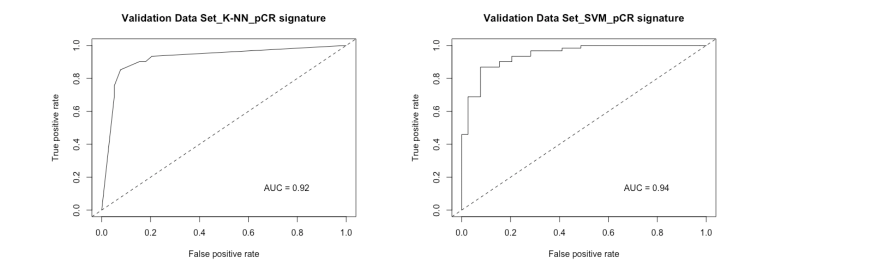 Validation Data Set_K-NN_pCR signature
True positive rate
1.0
0.8
0.6
0.4
0.2
0.0
AUC = 0.92
0.0 0.2 0.4 0.6 0.8 1.0
False positive rate
Validation Data Set_SVM_pCR signature
True positive rate
1.0
0.8
0.6
0.4
0.2
0.0
AUC = 0.94
0.0 0.2 0.4 0.6 0.8 1.0
False positive rate